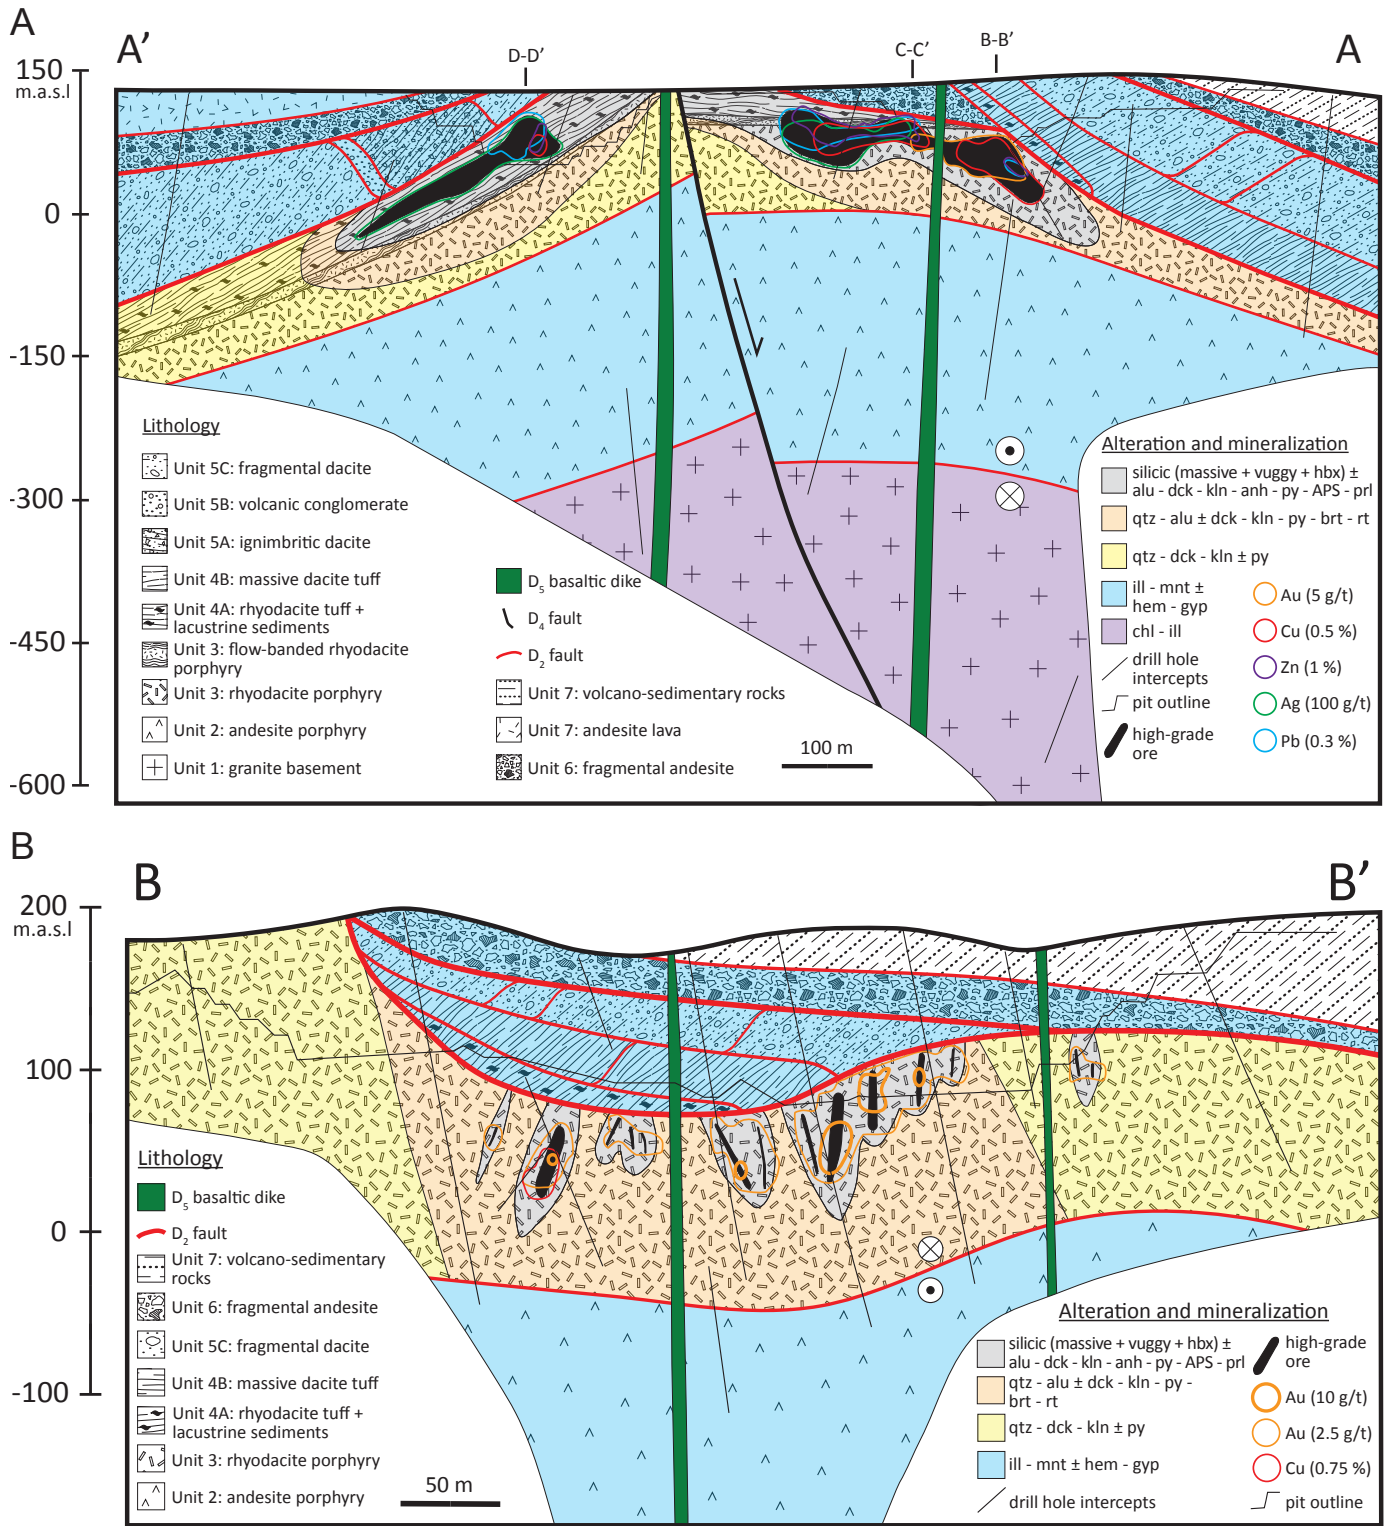 A
A’
D-D’
C-C’
B-B’
A
150
m.a.s.l
0
-150
-300
-450
-600
Lithology
Unit 5C: fragmental dacite
Unit 5B: volcanic conglomerate
Unit 5A: ignimbritic dacite
Unit 4B: massive dacite tuff
Unit 4A: rhyodacite tuff +
lacustrine sediments
Unit 3: flow-banded rhyodacite
porphyry
Unit 3: rhyodacite porphyry
Unit 2: andesite porphyry
Unit 1: granite basement
D5 basaltic dike
D4 fault
D2 fault
Unit 7: volcano-sedimentary rocks
Unit 7: andesite lava
Unit 6: fragmental andesite
100 m
Alteration and mineralization
silicic (massive + vuggy + hbx) ±
alu - dck - kln - anh - py - APS - prl
qtz - alu ± dck - kln - py - brt - rt
qtz - dck - kln ± py
ill - mnt ±
hem - gyp
chl - ill
drill hole
intercepts
pit outline
high-grade
ore
Au (5 g/t)
Cu (0.5 %)
Zn (1 %)
Ag (100 g/t)
Pb (0.3 %)
B
B
B’
200
m.a.s.l
100
0
-100
Lithology
D5 basaltic dike
D2 fault
Unit 7: volcano-sedimentary
rocks
Unit 6: fragmental andesite
Unit 5C: fragmental dacite
Unit 4B: massive dacite tuff
Unit 4A: rhyodacite tuff +
lacustrine sediments
Unit 3: rhyodacite porphyry
Unit 2: andesite porphyry
50 m
Alteration and mineralization
silicic (massive + vuggy + hbx) ±
alu - dck - kln - anh - py - APS - prl
qtz - alu ± dck - kln - py -
brt - rt
qtz - dck - kln ± py
ill - mnt ± hem - gyp
drill hole intercepts
high-grade
ore
Au (10 g/t)
Au (2.5 g/t)
Cu (0.75 %)
pit outline